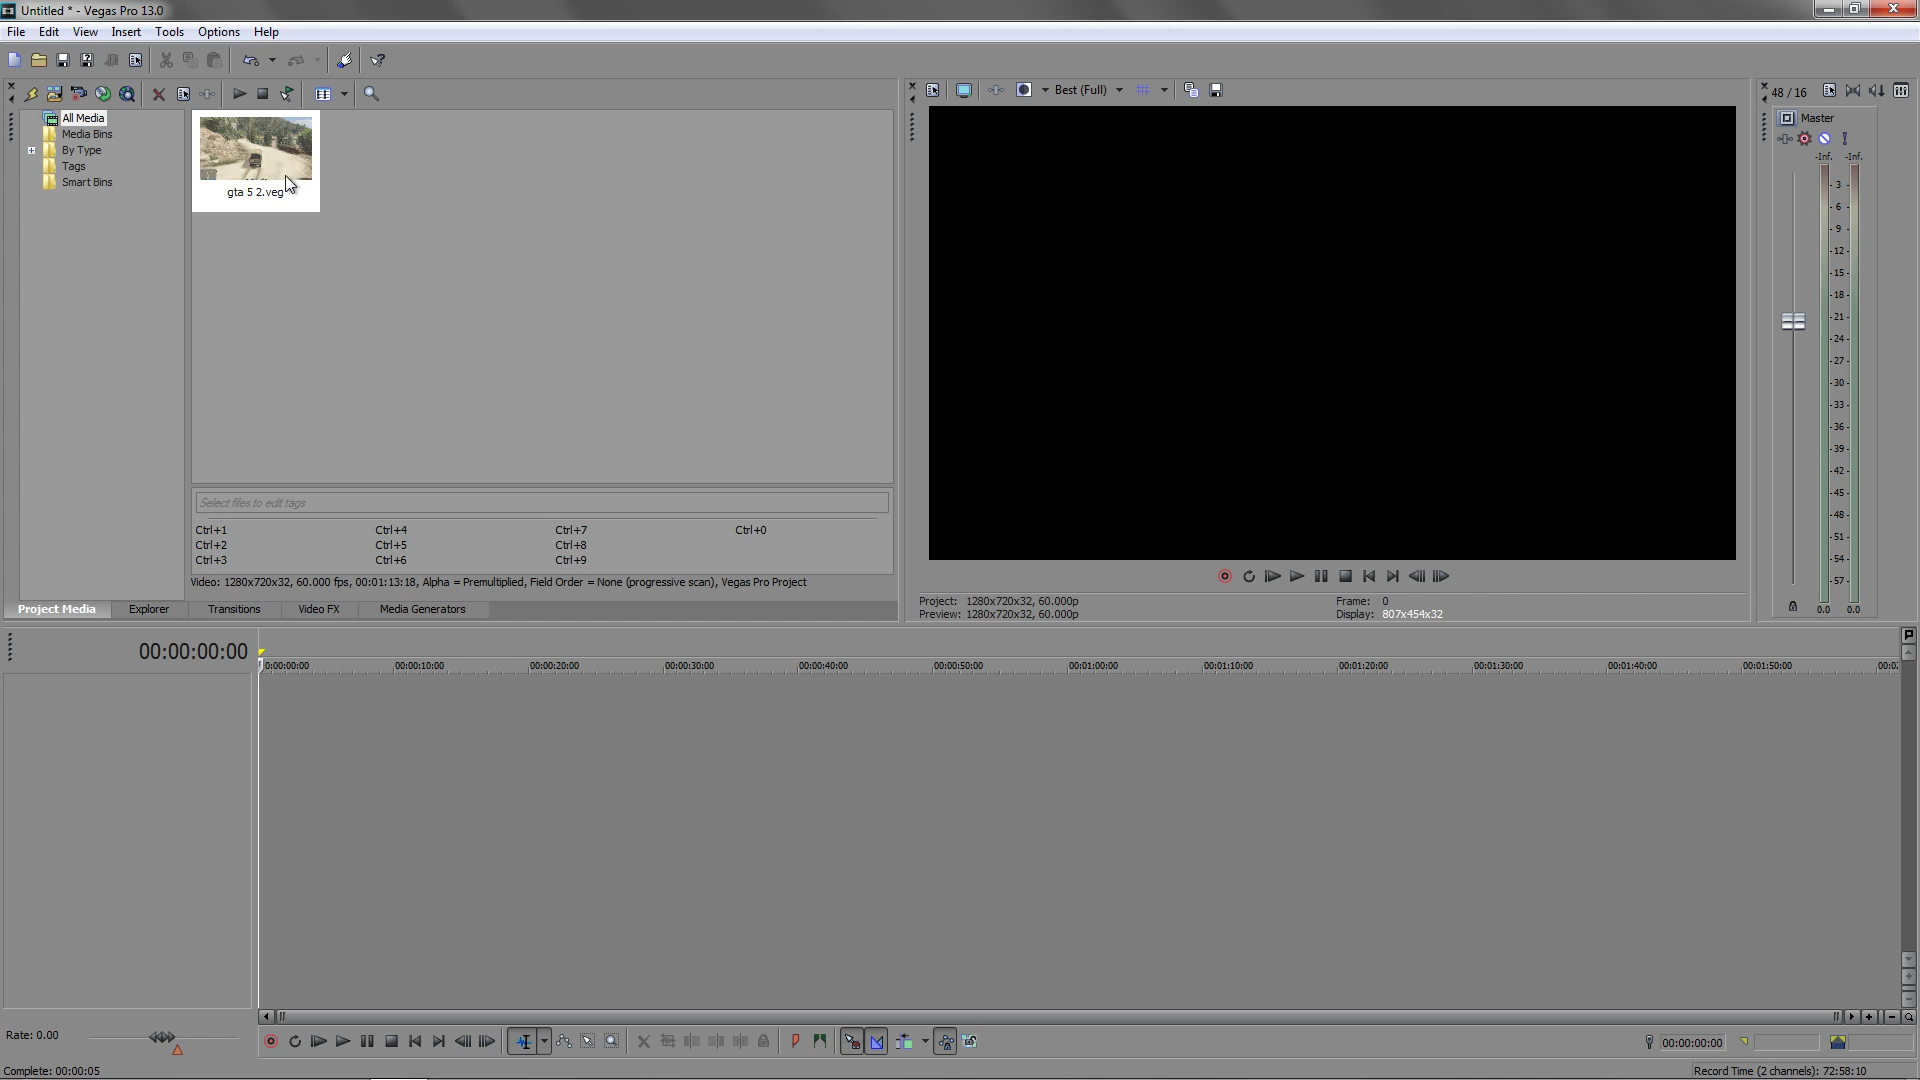 Untitled * - Vegas Pro 13.0
File Edit View Insert Tools Options Help
Best (Full)
48 / 16
All Media
Media Bins
By Type
Tags
Smart Bins
gta 5 2.veg
Master
-Inf. -Inf.
- 3 -
- 6 -
- 9 -
- 12 -
- 15 -
- 18 -
- 21 -
- 24 -
- 27 -
- 30 -
- 33 -
- 36 -
- 39 -
- 42 -
- 45 -
- 48 -
- 51 -
- 54 -
- 57 -
0.0 0.0
Select files to edit tags
Ctrl+1 Ctrl+4 Ctrl+7 Ctrl+0
Ctrl+2 Ctrl+5 Ctrl+8
Ctrl+3 Ctrl+6 Ctrl+9
Video: 1280x720x32, 60.000 fps, 00:01:13:18, Alpha = Premultiplied, Field Order = None (progressive scan), Vegas Pro Project
Project Media Explorer Transitions Video FX Media Generators
Project: 1280x720x32, 60.000p Frame: 0
Preview: 1280x720x32, 60.000p Display: 807x454x32
00:00:00:00
0:00:00:00 00:00:10:00 00:00:20:00 00:00:30:00 00:00:40:00 00:00:50:00 00:01:00:00 00:01:10:00 00:01:20:00 00:01:30:00 00:01:40:00 00:01:50:00 00:0
Rate: 0.00
00:00:00:00
Complete: 00:00:05
Record Time (2 channels): 72:58:10